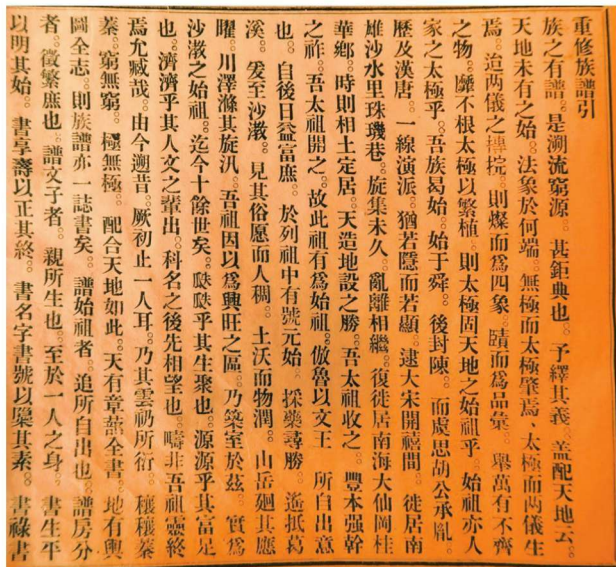 重修族譜引
族之有譜。是溯流窮源。甚鉅典也。予繹其義。蓋配天地云。
天地未有之始。法象於何端。無極而太極肇焉、太極而兩儀生
焉。迨兩儀之摶捖。則燦而爲四象。賾而爲品彙。舉萬有不齊
之物。靡不根太極以繁植。則太極固天地之始祖乎。始祖亦人
家之太極乎。吾族曷始。始于舜。後封陳。而虞思胡公承胤。
歷及漢唐。一線演派。猶若隱而若顯。逮大宋開禧間。徙居南
雄沙水里珠璣巷。旋集未久。亂離相繼。復徙居南海大仙岡桂
華鄉。時則相土定居。天造地設之勝。吾太祖收之。豐本强幹
之祚。吾太祖開之。故此祖有爲始祖。倣魯以文王　所自出意
也。自後日益富庶。於列祖中有號元始。採藥尋勝。遙抵葛
溪。爰至沙滘。見其俗愿而人稠。土沃而物潤。山岳廻其應
曜。川澤滌其旋汎。吾祖因以爲興旺之區。乃築室於茲。實爲
沙滘之始祖。迄今十餘世矣。瓞瓞乎其生聚也。源源乎其富足
也。濟濟乎其人文之輩出。科名之後先相望也。疇非吾祖靈終
焉允臧哉。由今遡昔。厥初止一人耳。乃其雲礽所衍。穰穰蓁
蓁。窮無窮。極無極。配合天地如此。天有章蔀全書。地有輿
圖全志。則族譜亦一誌書矣。譜始祖者。追所自出也。譜房分
者。徵繁庶也。譜文子者。親所生也。至於一人之身。書生平
以明其始。書享壽以正其終。書名字書號以槩其素。書祿書